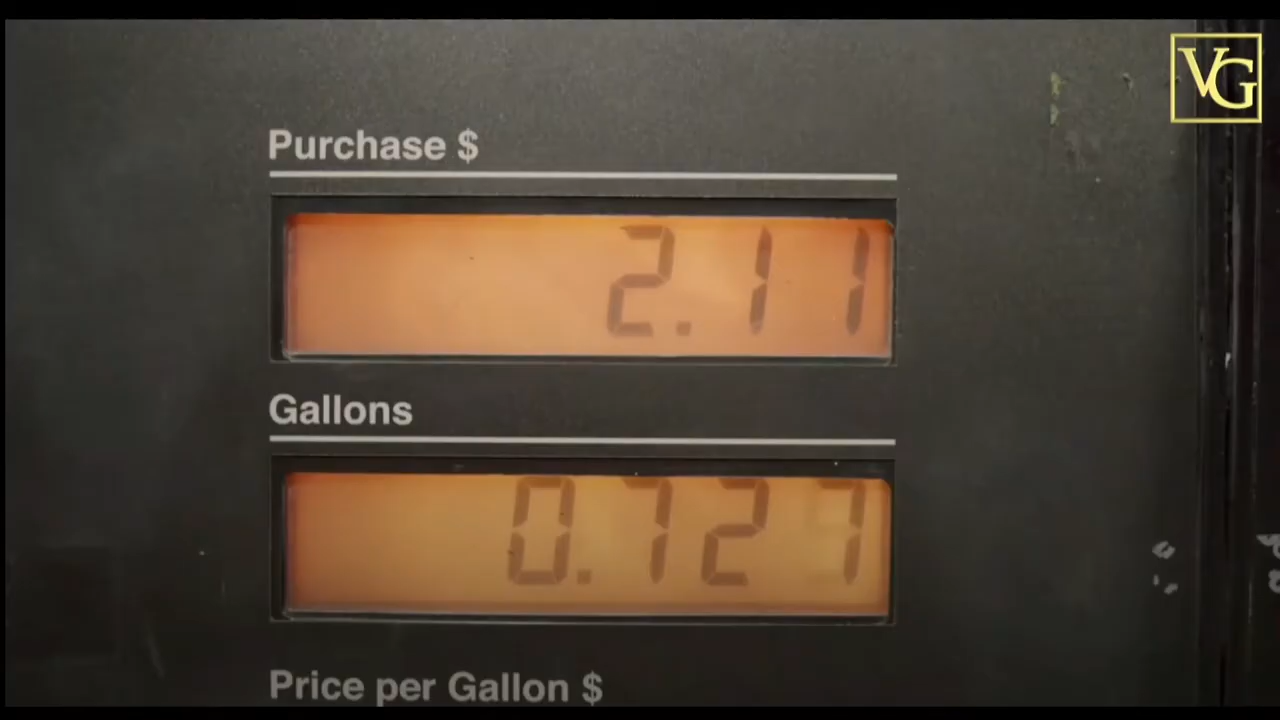 VG
Purchase $
2.11
Gallons
0.727
Price per Gallon $